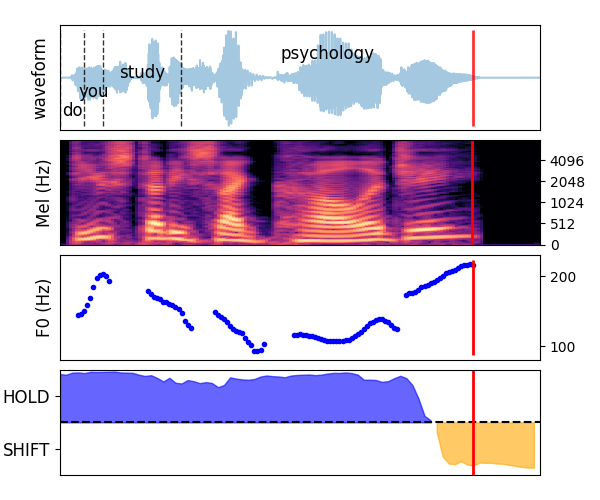 waveform
do
you
study
psychology
Mel (Hz)
4096
2048
1024
512
0
F0 (Hz)
200
100
HOLD
SHIFT